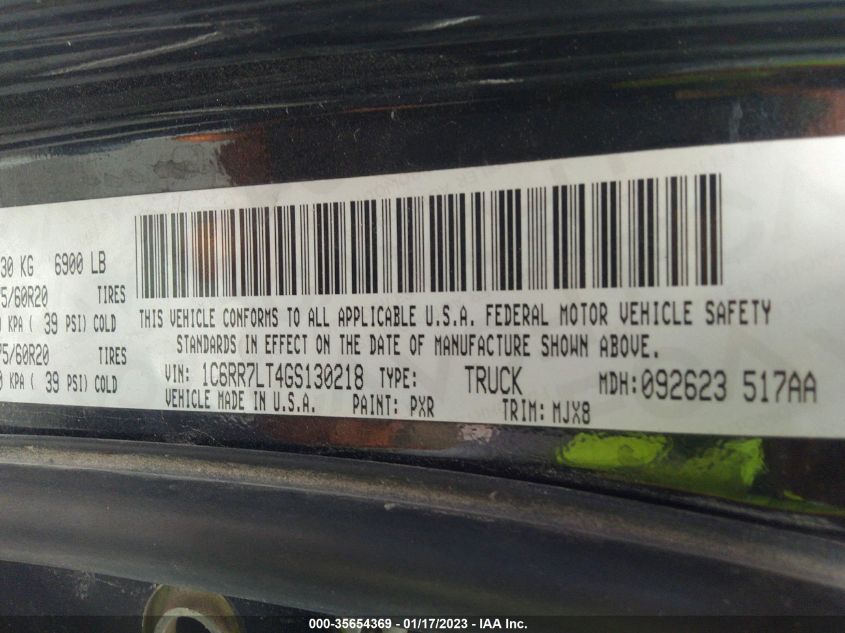 30 KG 6900 LB
5/60R20 TIRES
KPA ( 39 PSI) COLD
75/60R20 TIRES
0 KPA ( 39 PSI) COLD
THIS VEHICLE CONFORMS TO ALL APPLICABLE U.S.A. FEDERAL MOTOR VEHICLE SAFETY
STANDARDS IN EFFECT ON THE DATE OF MANUFACTURE SHOWN ABOVE.
VIN: 1C6RR7LT4GS130218 TYPE: TRUCK MDH: 092623 517AA
VEHICLE MADE IN U.S.A. PAINT: PXR TRIM: MJX8
000-35654369 | 01/17/2023 | IAA Inc.